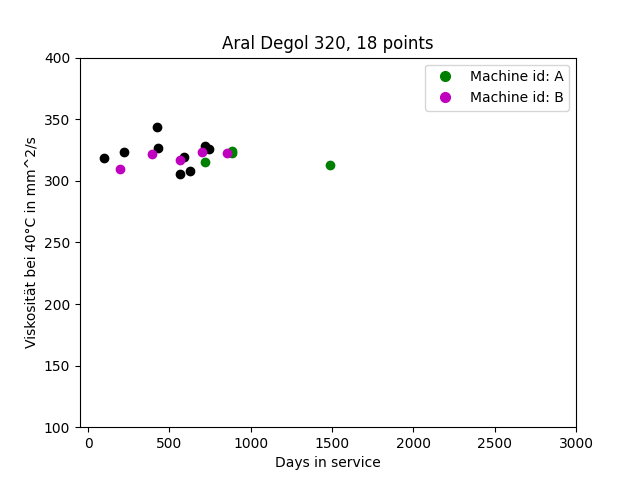 Aral Degol 320, 18 points
Machine id: A
Machine id: B
Viskosität bei 40°C in mm^2/s
400
350
300
250
200
150
100
0 500 1000 1500 2000 2500 3000
Days in service